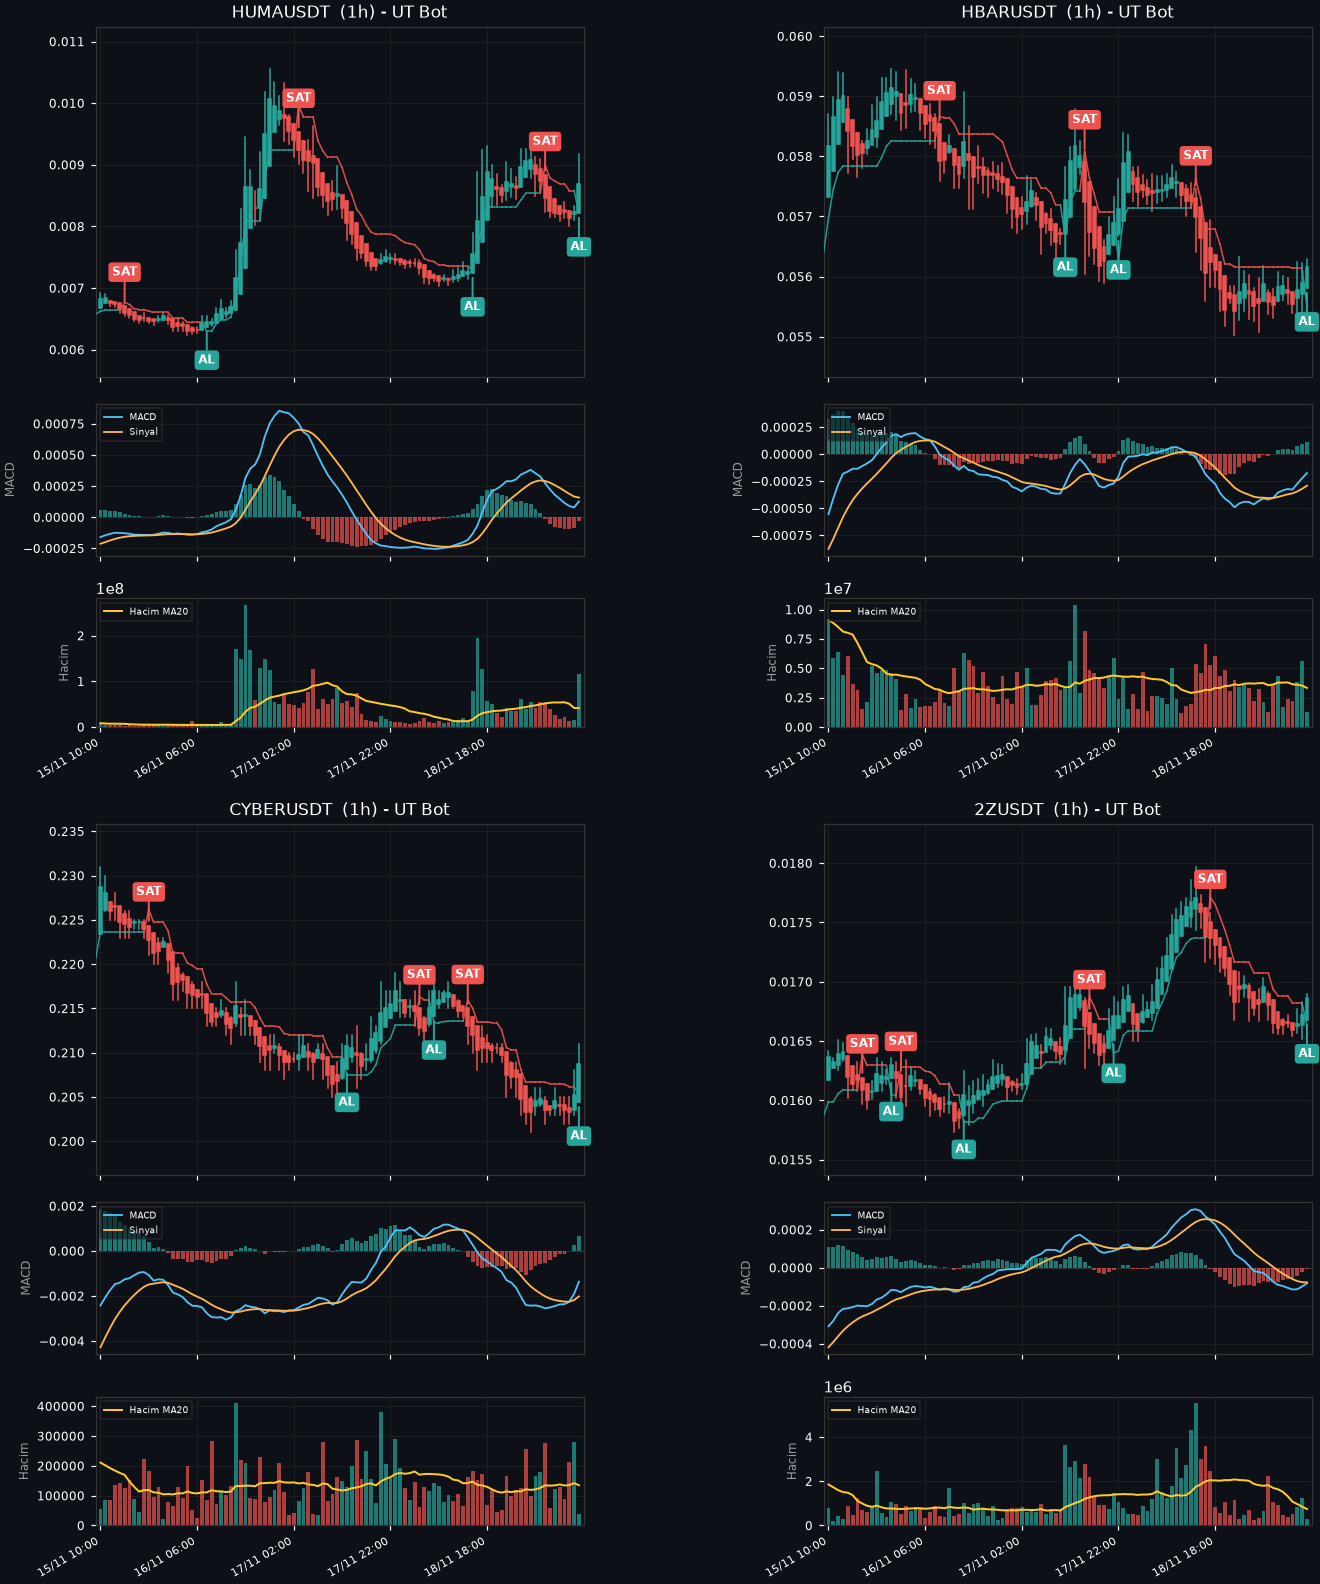 HUMAUSDT  (1h) - UT Bot
0.011
0.010
0.009
0.008
0.007
0.006
SAT
AL
SAT
AL
SAT
AL
MACD
0.00075
0.00050
0.00025
0.00000
−0.00025
MACD
Sinyal
1e8
Hacim
2
1
0
Hacim MA20
15/11 10:00
16/11 06:00
17/11 02:00
17/11 22:00
18/11 18:00
HBARUSDT  (1h) - UT Bot
0.060
0.059
0.058
0.057
0.056
0.055
SAT
AL
SAT
AL
SAT
AL
MACD
0.00025
0.00000
−0.00025
−0.00050
−0.00075
MACD
Sinyal
1e7
Hacim
1.00
0.75
0.50
0.25
0.00
Hacim MA20
15/11 10:00
16/11 06:00
17/11 02:00
17/11 22:00
18/11 18:00
CYBERUSDT  (1h) - UT Bot
0.235
0.230
0.225
0.220
0.215
0.210
0.205
0.200
SAT
AL
SAT
AL
SAT
AL
MACD
0.002
0.000
−0.002
−0.004
MACD
Sinyal
Hacim
400000
300000
200000
100000
0
Hacim MA20
15/11 10:00
16/11 06:00
17/11 02:00
17/11 22:00
18/11 18:00
2ZUSDT  (1h) - UT Bot
0.0180
0.0175
0.0170
0.0165
0.0160
0.0155
SAT
AL
SAT
AL
SAT
AL
SAT
AL
MACD
0.0002
0.0000
−0.0002
−0.0004
MACD
Sinyal
1e6
Hacim
4
2
0
Hacim MA20
15/11 10:00
16/11 06:00
17/11 02:00
17/11 22:00
18/11 18:00